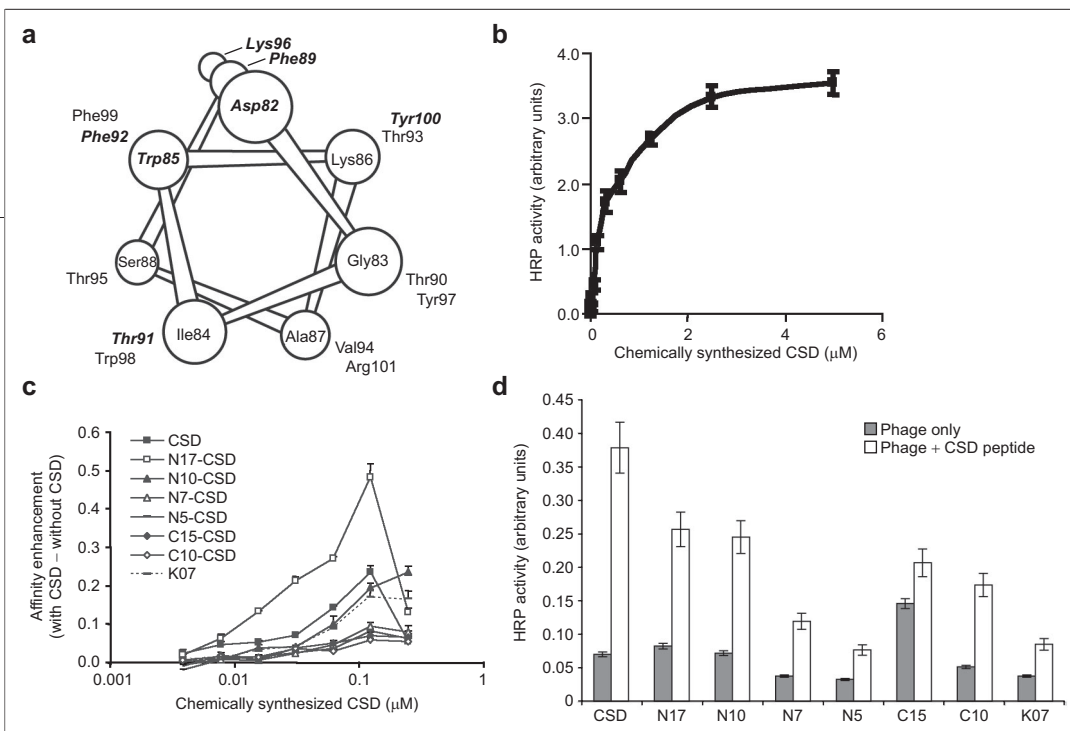 a
Lys96
Phe89
Asp82
Phe99
Phe92
Trp85
Tyr100
Thr93
Lys86
Ser88
Thr95
Gly83
Thr90
Tyr97
Thr91
Trp98
Ile84
Ala87
Val94
Arg101
b
HRP activity (arbitrary units)
4.0
3.0
2.0
1.0
0.0
0 2 4 6
Chemically synthesized CSD (μM)
c
Affinity enhancement
(with CSD – without CSD)
0.6
0.5
0.4
0.3
0.2
0.1
0.0
CSD
N17-CSD
N10-CSD
N7-CSD
N5-CSD
C15-CSD
C10-CSD
K07
0.001 0.01 0.1 1
Chemically synthesized CSD (μM)
d
HRP activity (arbitrary units)
0.45
0.40
0.35
0.30
0.25
0.20
0.15
0.10
0.05
0
Phage only
Phage + CSD peptide
CSD N17 N10 N7 N5 C15 C10 K07